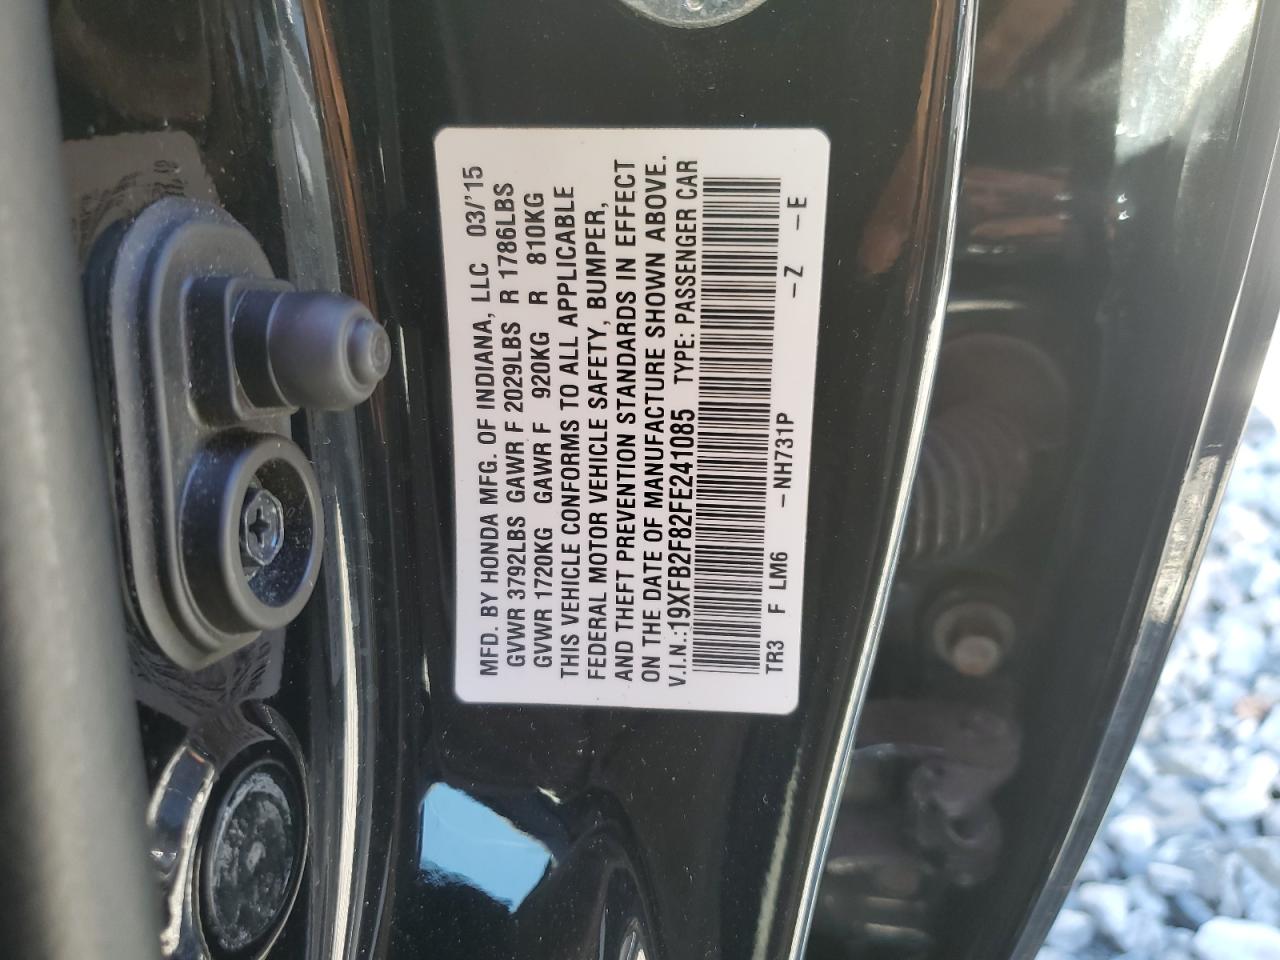 MFD. BY HONDA MFG. OF INDIANA, LLC 03/'15
GVWR 3792LBS GAWR F 2029LBS R 1786LBS
GVWR 1720KG GAWR F 920KG R 810KG
THIS VEHICLE CONFORMS TO ALL APPLICABLE
FEDERAL MOTOR VEHICLE SAFETY, BUMPER,
AND THEFT PREVENTION STANDARDS IN EFFECT
ON THE DATE OF MANUFACTURE SHOWN ABOVE.
V.I.N.:19XFB2F82FE241085 TYPE: PASSENGER CAR
TR3 F LM6 -NH731P -Z -E